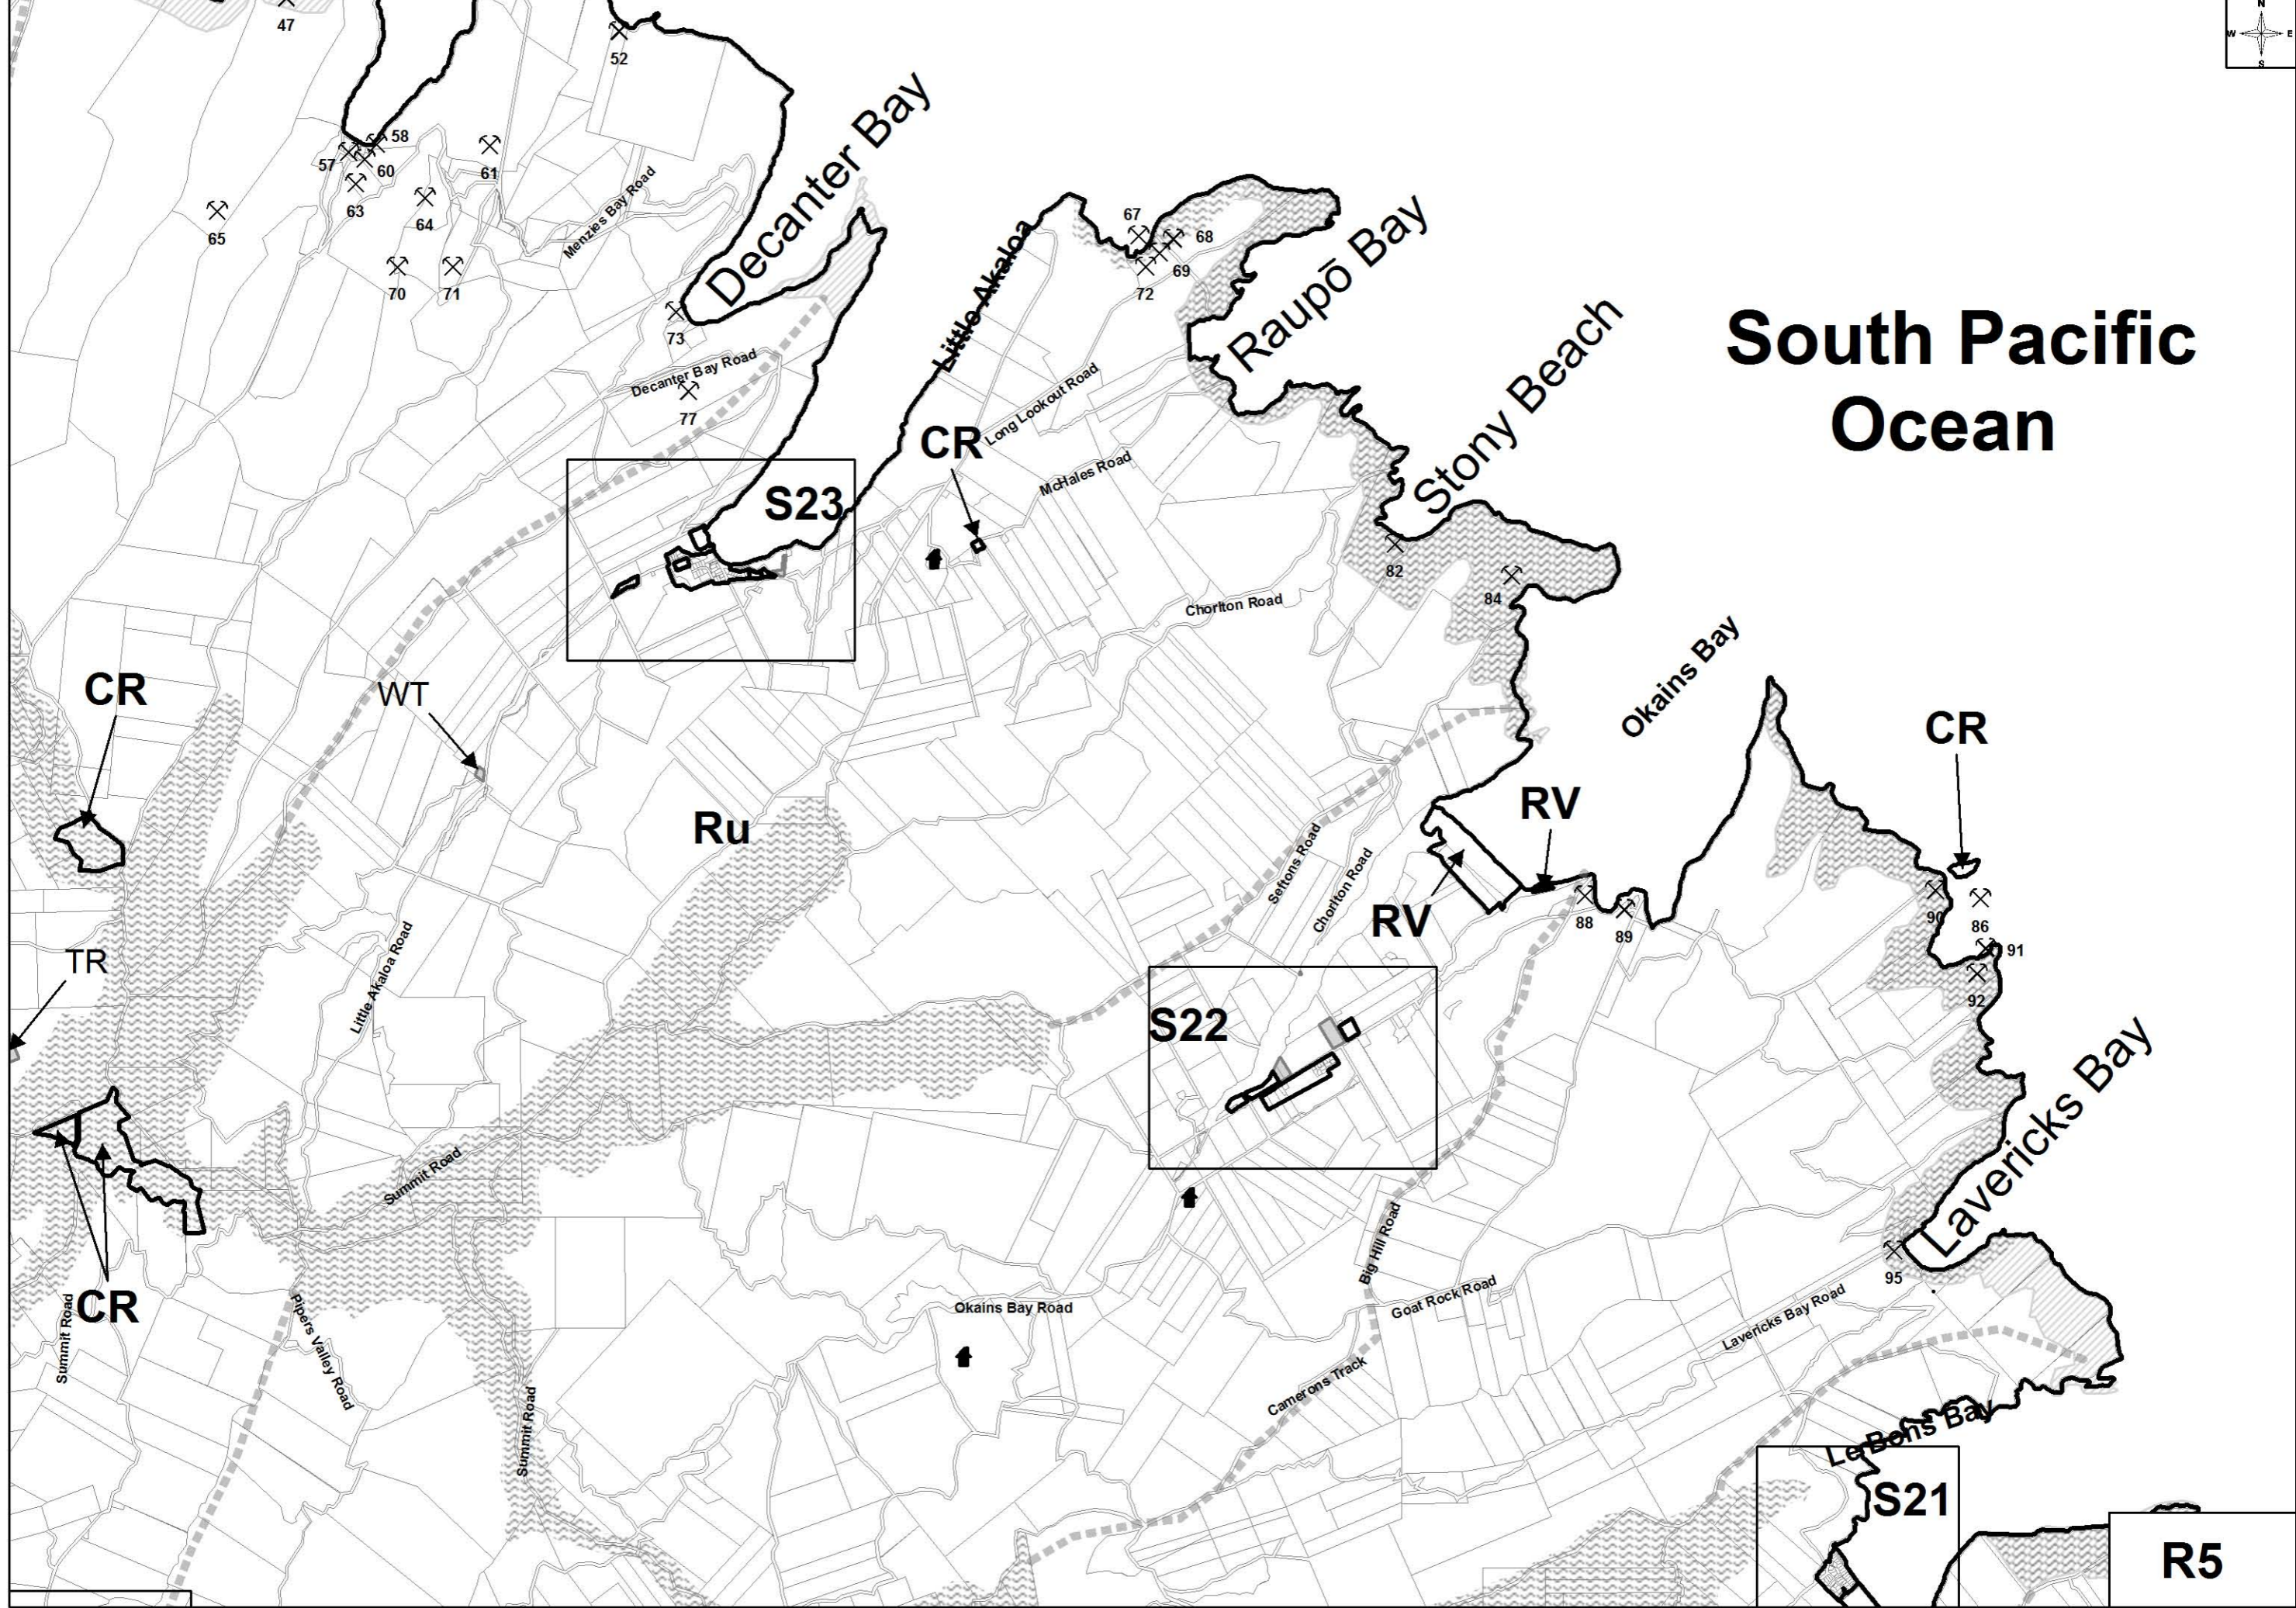 N
W E
S
47
52
58
57
60
61
63
64
65
70
71
Menzies Bay Road
Decanter Bay
73
Decanter Bay Road
77
Little Akaloa
67
68
69
72
Raupō Bay
Long Lookout Road
CR
McHales Road
Stony Beach
South Pacific
Ocean
S23
82
84
Chorlton Road
Okains Bay
CR
WT
CR
Ru
RV
RV
Seftons Road
Chorlton Road
88
89
90
86
91
92
TR
Little Akaloa Road
S22
Lavericks Bay
Summit Road
CR
Summit Road
Pipers Valley Road
Summit Road
Okains Bay Road
Big Hill Road
Goat Rock Road
Camerons Track
95
Lavericks Bay Road
Le Bons Bay
S21
R5